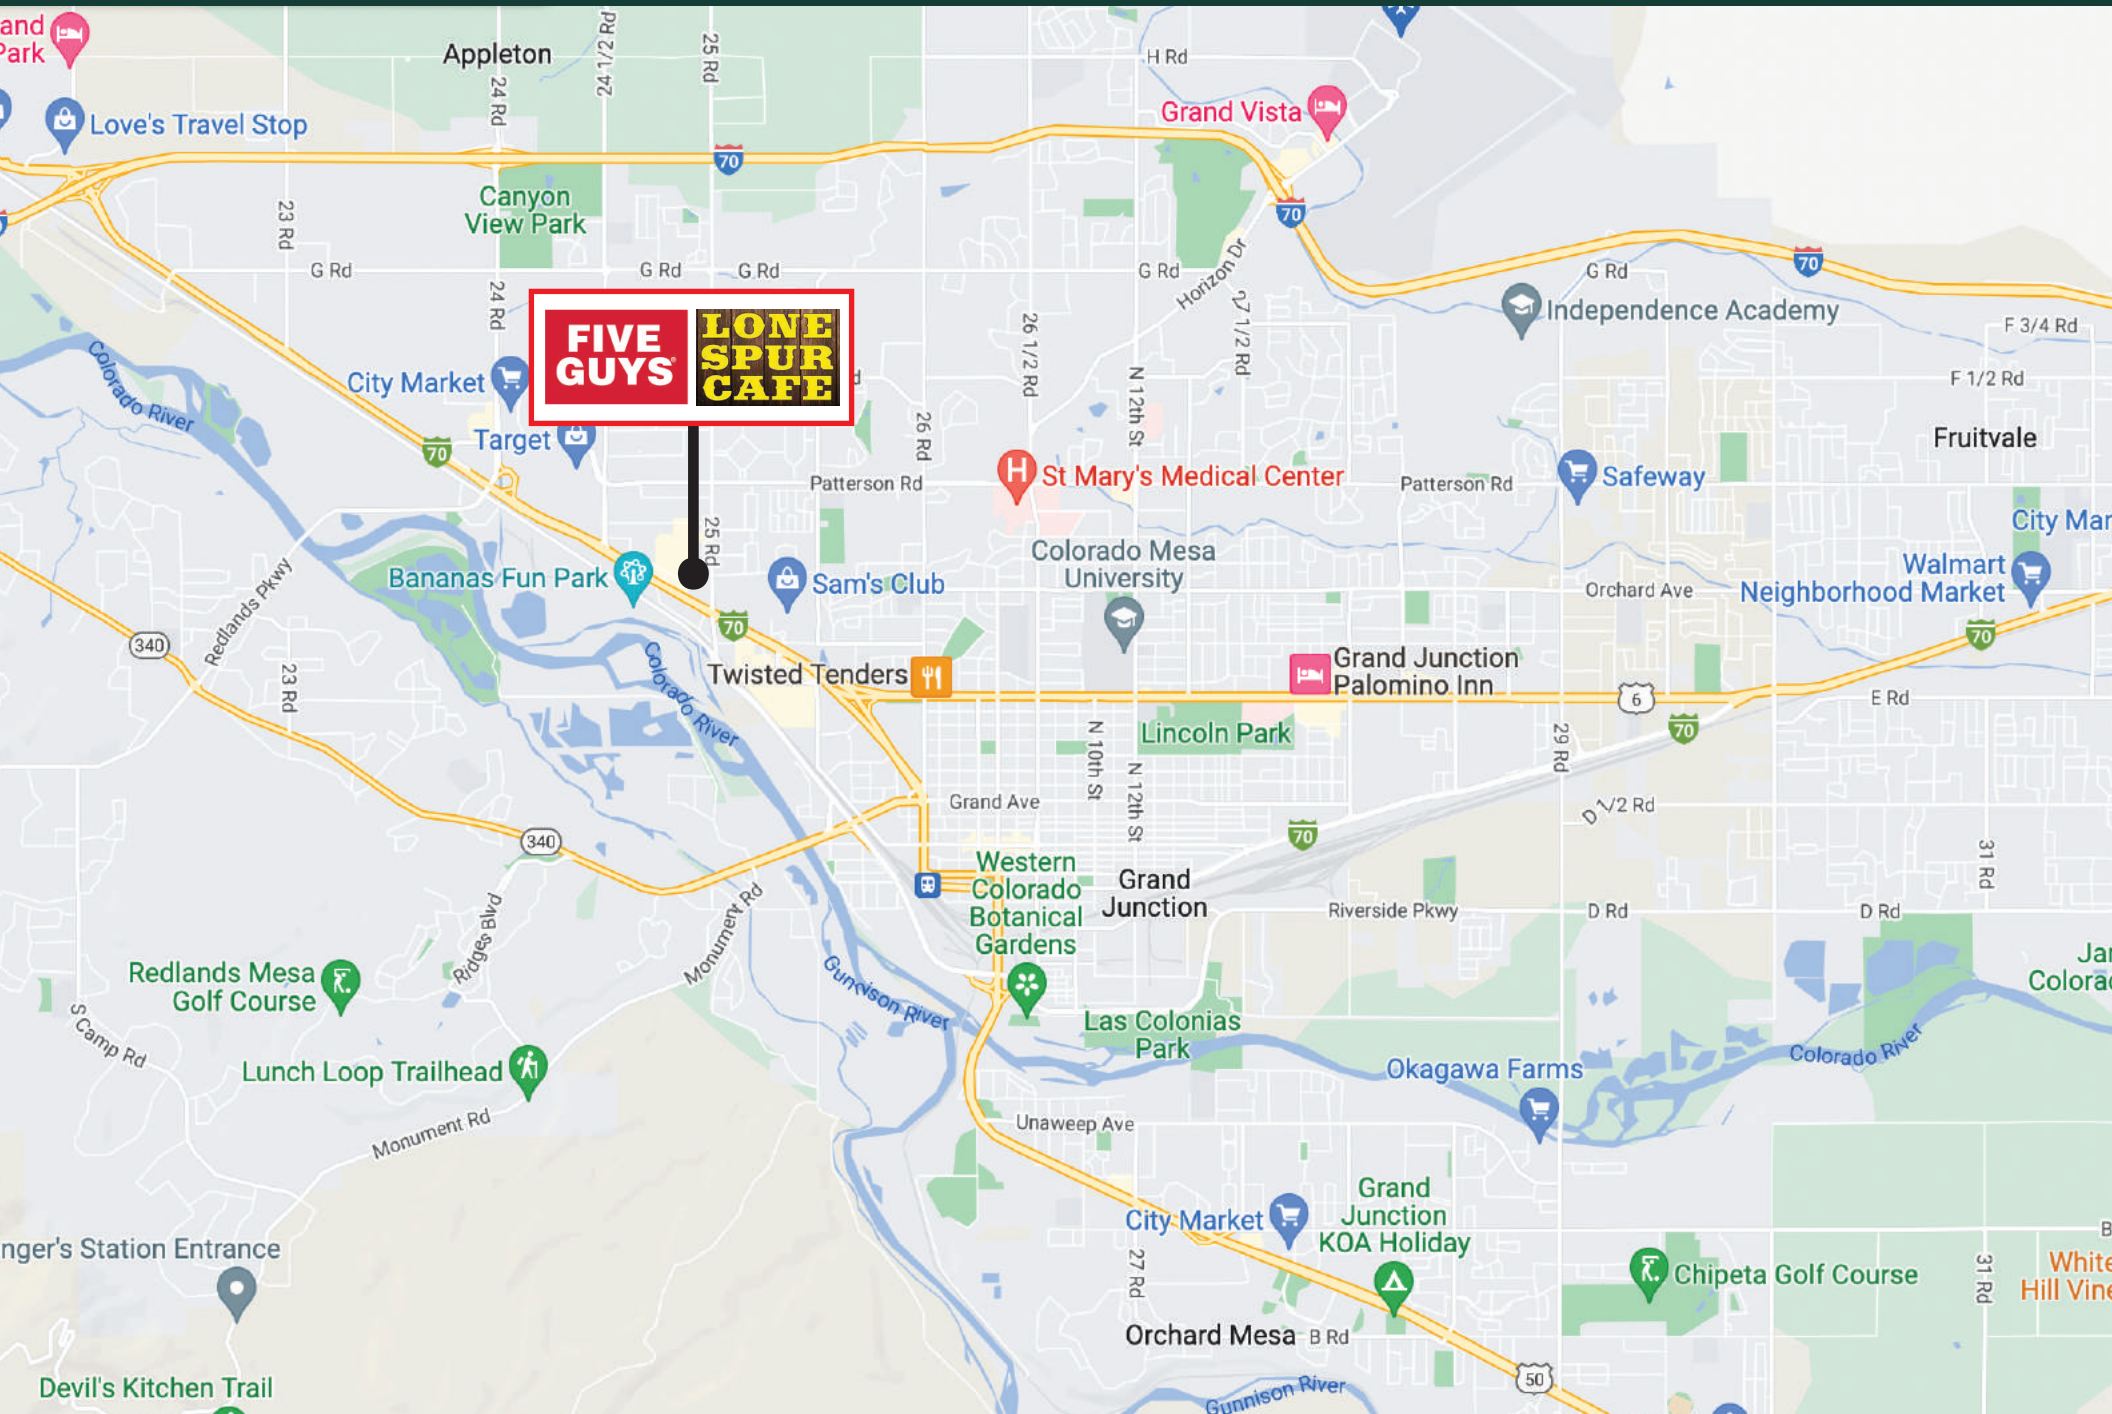 and
Park
Appleton
24 Rd
24 1/2 Rd
25 Rd
H Rd
Love's Travel Stop
Grand Vista
70
Canyon
View Park
23 Rd
70
70
G Rd
G Rd
G Rd
G Rd
G Rd
Horizon Dr
27 1/2 Rd
Independence Academy
24 Rd
26 1/2 Rd
F 3/4 Rd
FIVE
GUYS
LONE
SPUR
CAFE
Colorado River
City Market
N 12th St
F 1/2 Rd
26 Rd
Fruitvale
Target
70
Patterson Rd
St Mary's Medical Center
H
Patterson Rd
Safeway
25 Rd
City Mar
Colorado Mesa
University
Bananas Fun Park
Sam's Club
Walmart
Neighborhood Market
Orchard Ave
Redlands Pkwy
70
70
340
Colorado River
Twisted Tenders
Grand Junction
Palomino Inn
23 Rd
6
E Rd
70
Lincoln Park
N 10th St
29 Rd
N 12th St
Grand Ave
D 1/2 Rd
340
70
31 Rd
Western
Colorado
Botanical
Gardens
Grand
Junction
Riverside Pkwy
D Rd
D Rd
Ridges Blvd
Monument Rd
Redlands Mesa
Golf Course
Gunnison River
Jar
Colorad
S Camp Rd
Las Colonias
Park
Colorado River
Lunch Loop Trailhead
Okagawa Farms
Monument Rd
Unaweep Ave
Grand
Junction
KOA Holiday
City Market
nger's Station Entrance
27 Rd
B
Chipeta Golf Course
31 Rd
White
Hill Vine
Orchard Mesa
B Rd
50
Devil's Kitchen Trail
Gunnison River